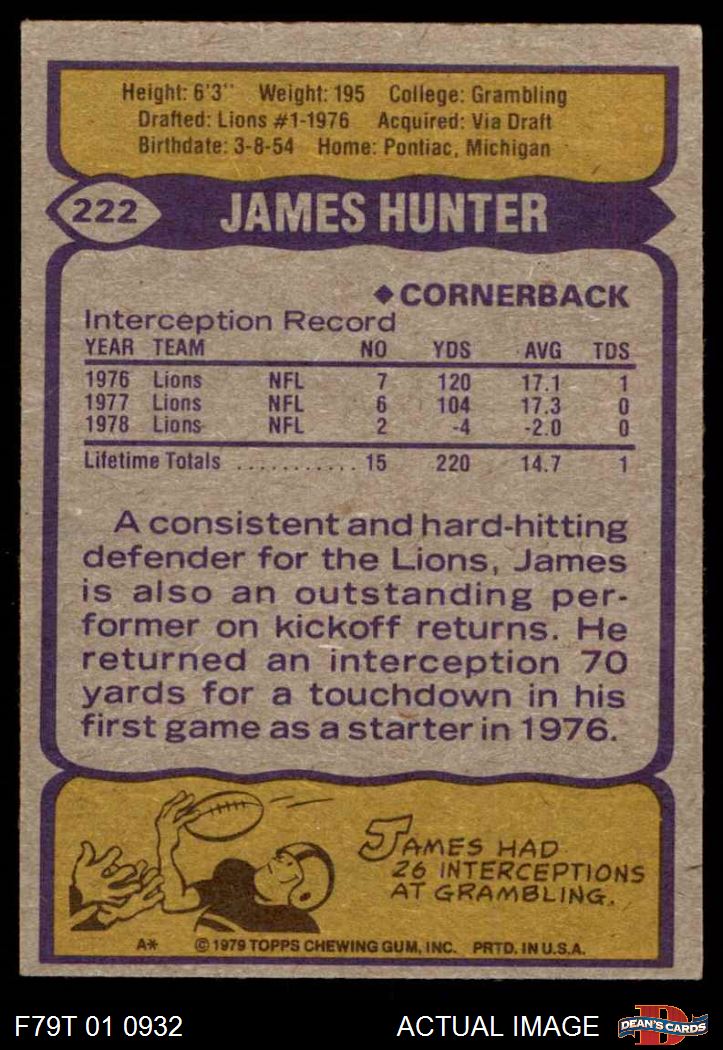 Height: 6'3" Weight: 195 College: Grambling
Drafted: Lions #1-1976 Acquired: Via Draft
Birthdate: 3-8-54 Home: Pontiac, Michigan
222 JAMES HUNTER
◆CORNERBACK
Interception Record
YEAR TEAM NO YDS AVG TDS
1976 Lions NFL 7 120 17.1 1
1977 Lions NFL 6 104 17.3 0
1978 Lions NFL 2 -4 -2.0 0
Lifetime Totals ........... 15 220 14.7 1
A consistent and hard-hitting
defender for the Lions, James
is also an outstanding per-
former on kickoff returns. He
returned an interception 70
yards for a touchdown in his
first game as a starter in 1976.
JAMES HAD
26 INTERCEPTIONS
AT GRAMBLING.
A* © 1979 TOPPS CHEWING GUM, INC. PRTD. IN U.S.A.
F79T 01 0932 ACTUAL IMAGE D DEAN'S CARDS